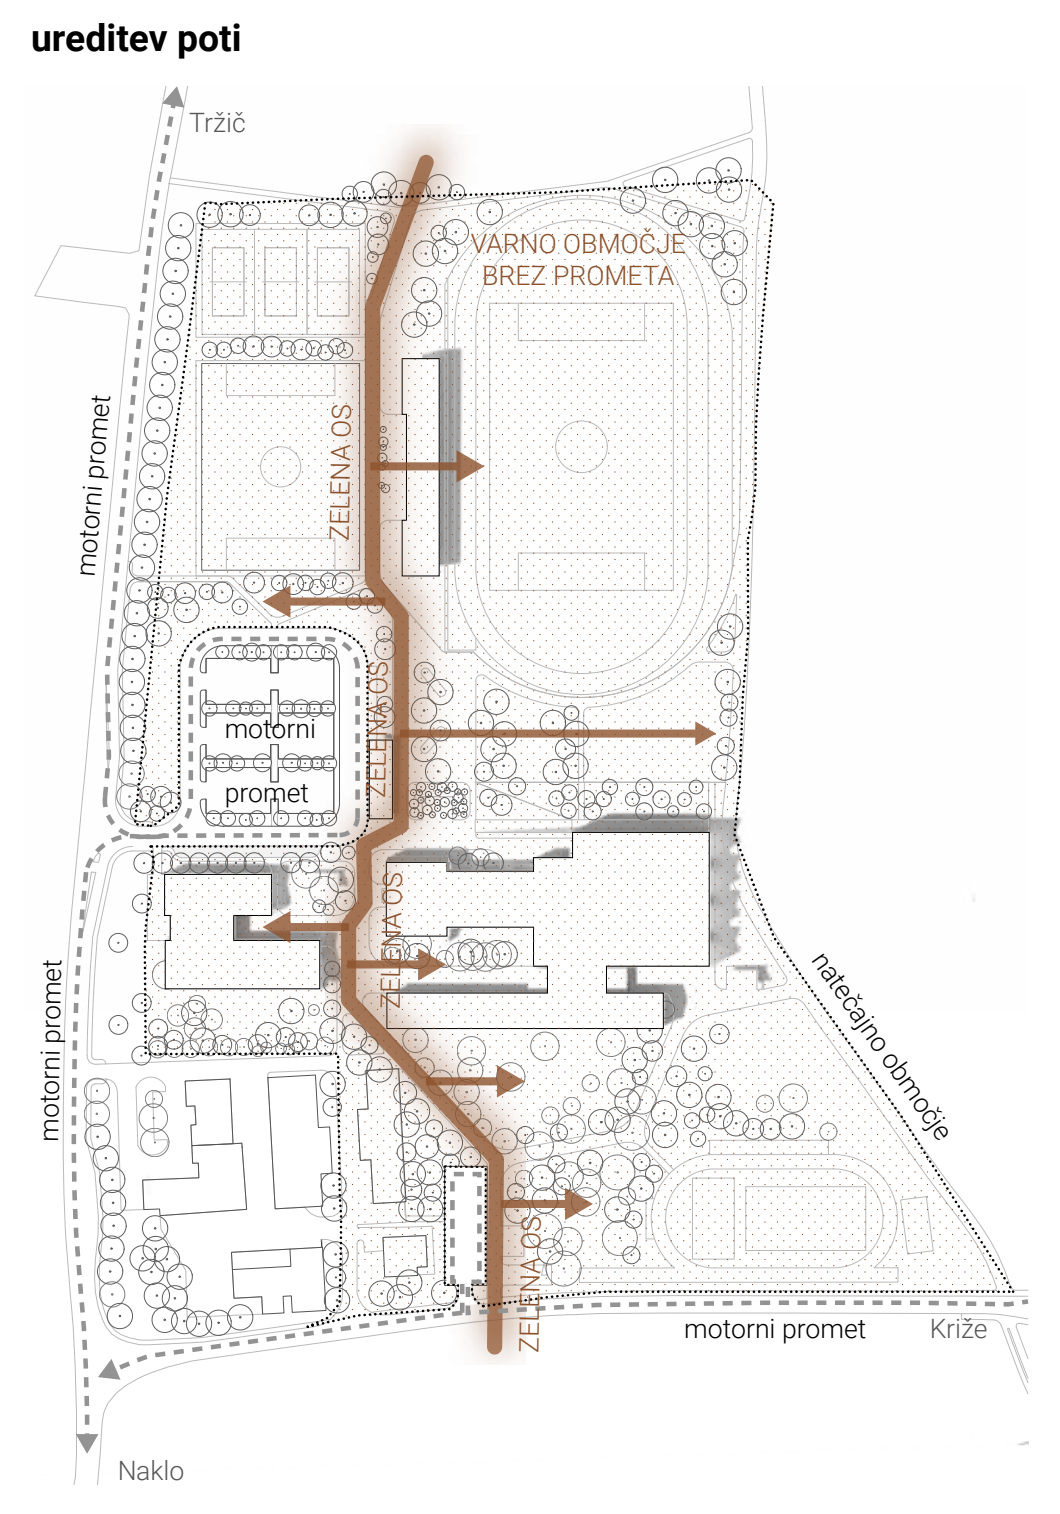 ureditev poti
Tržič
VARNO OBMOČJE
BREZ PROMETA
motorni promet
ZELENA OS
ZELENA OS
motorni
promet
ZELENA OS
motorni promet
natečajno območje
ZELENA OS
motorni promet
Križe
Naklo